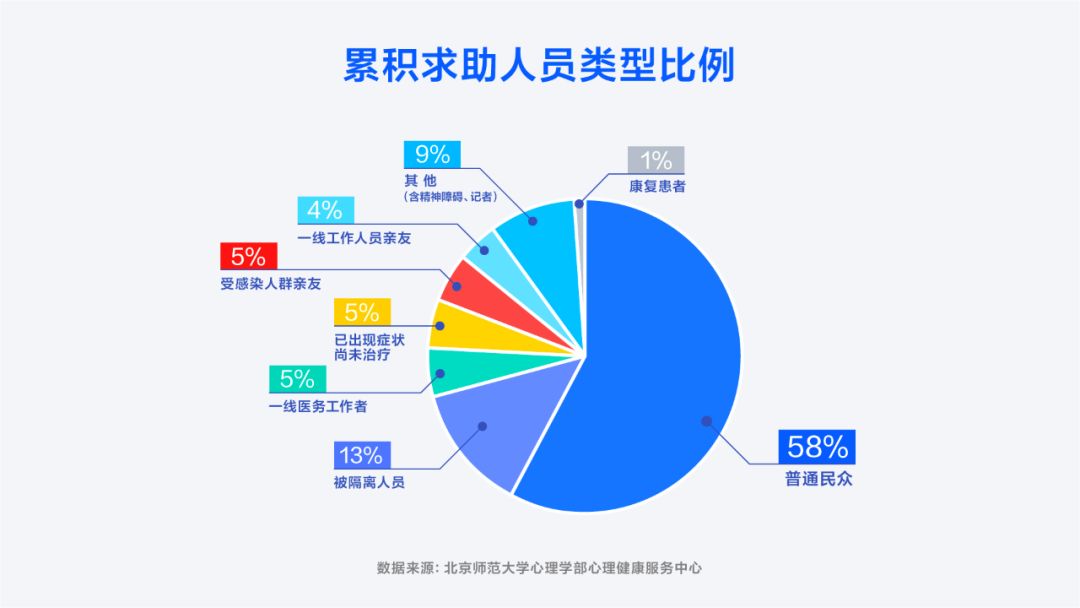 累积求助人员类型比例
9%
其 他
（含精神障碍、记者）
1%
康复患者
4%
一线工作人员亲友
5%
受感染人群亲友
5%
已出现症状
尚未治疗
5%
一线医务工作者
13%
被隔离人员
58%
普通民众
数据来源：北京师范大学心理学部心理健康服务中心